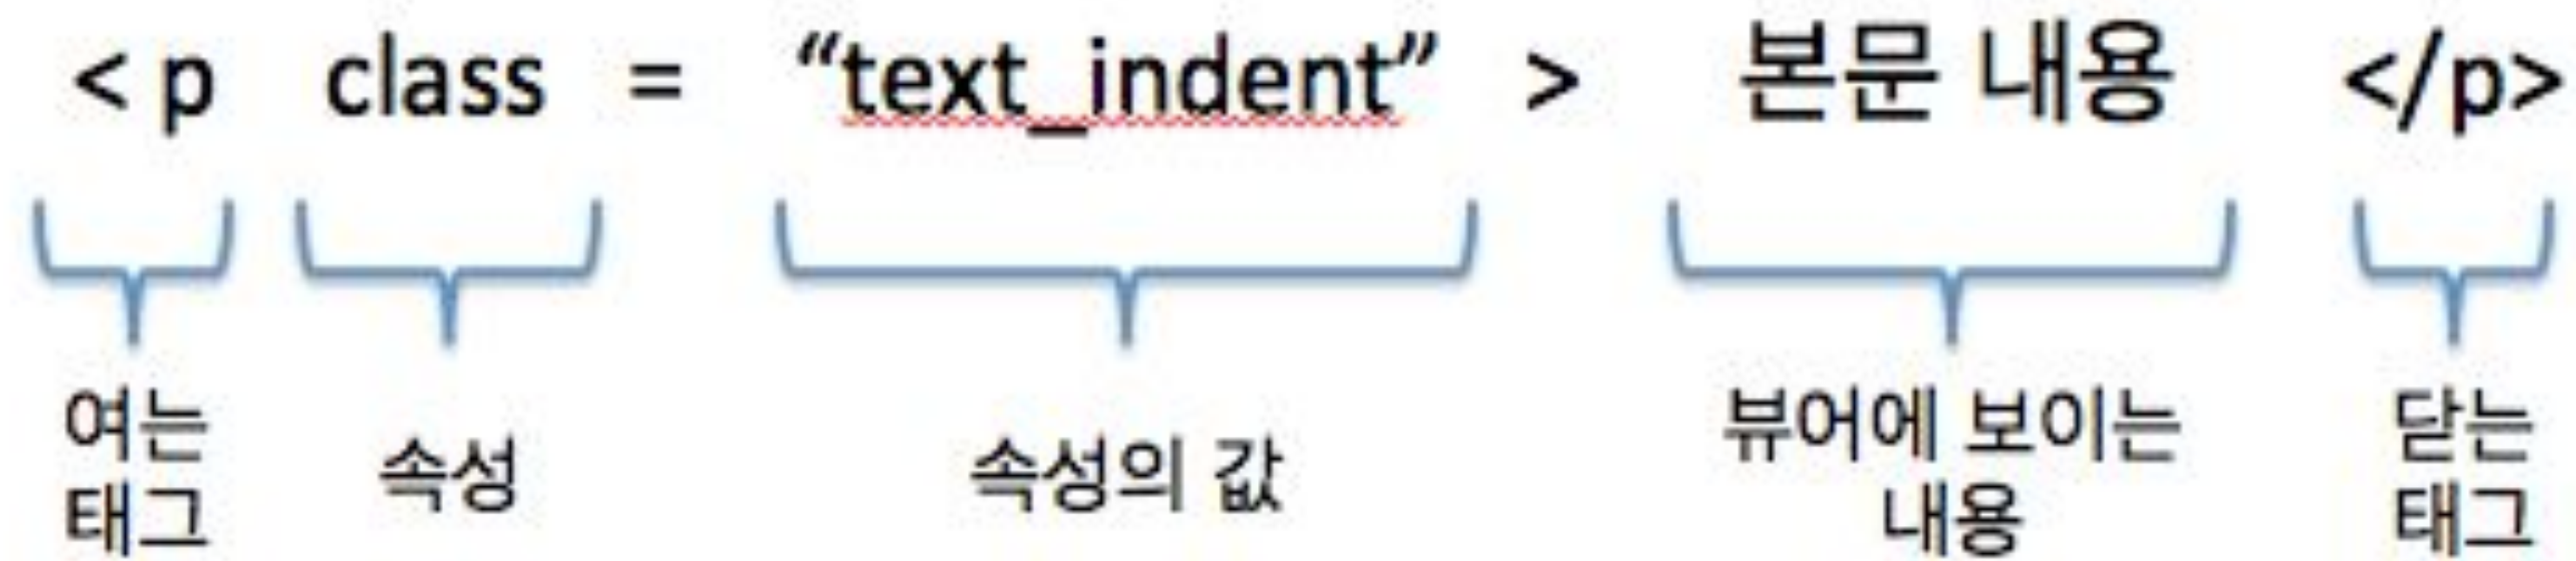 < p class = “text_indent” > 본문 내용 </p>
여는 태그
속성
속성의 값
뷰어에 보이는 내용
닫는 태그